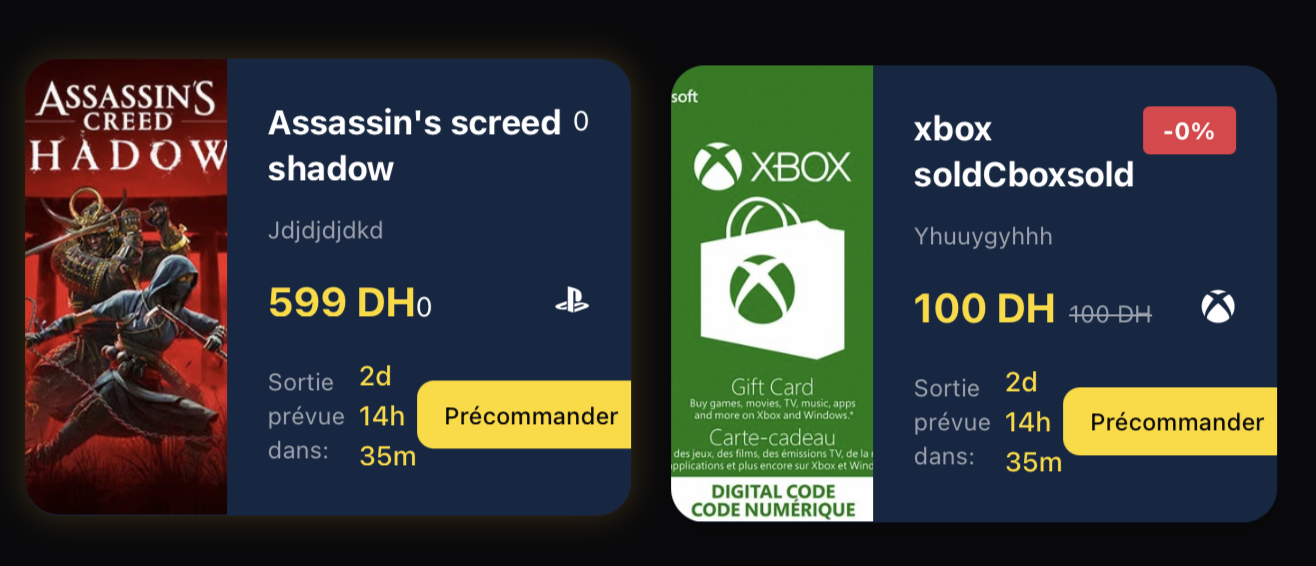 ASSASSIN'S
CREED
HADOW
Assassin's screed 0
shadow
Jdjdjdjdkd
599 DH0
Sortie
prévue
dans:
2d
14h
35m
Précommander
soft
XBOX
Gift Card
Buy games, movies, TV, music, apps
and more on Xbox and Windows.*
Carte-cadeau
des jeux, des films, des émissions TV, de la
applications et plus encore sur Xbox et Wind
DIGITAL CODE
CODE NUMÉRIQUE
xbox
soldCboxsold
-0%
Yhuuygyhhh
100 DH 100 DH
Sortie
prévue
dans:
2d
14h
35m
Précommander